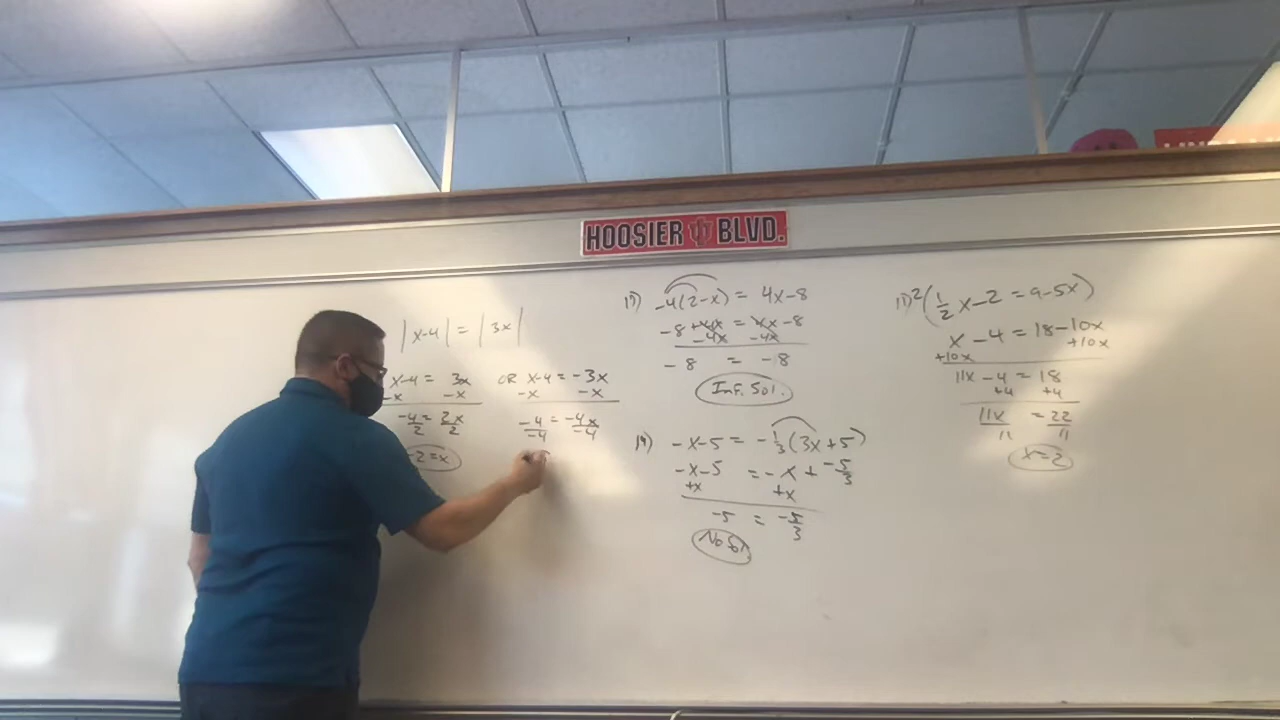 HOOSIER BLVD.
|x-4| = |3x|
x-4 = 3x OR x-4 = -3x
-x -x -x -x
-4/2 = 2x/2 -4/-4 = -4x/-4
-2=x
-4(2-x) = 4x-8
-8+4x = 4x-8
-4x -4x
-8 = -8
Inf. Sol.
-x-5 = -1/3(3x+5)
-x-5 = -x + -5/3
+x +x
-5 = -5/3
No Sol.
11) 2(1/2 x-2 = 9-5x)
x-4 = 18-10x
+10x +10x
11x-4 = 18
+4 +4
11x/11 = 22/11
x=2